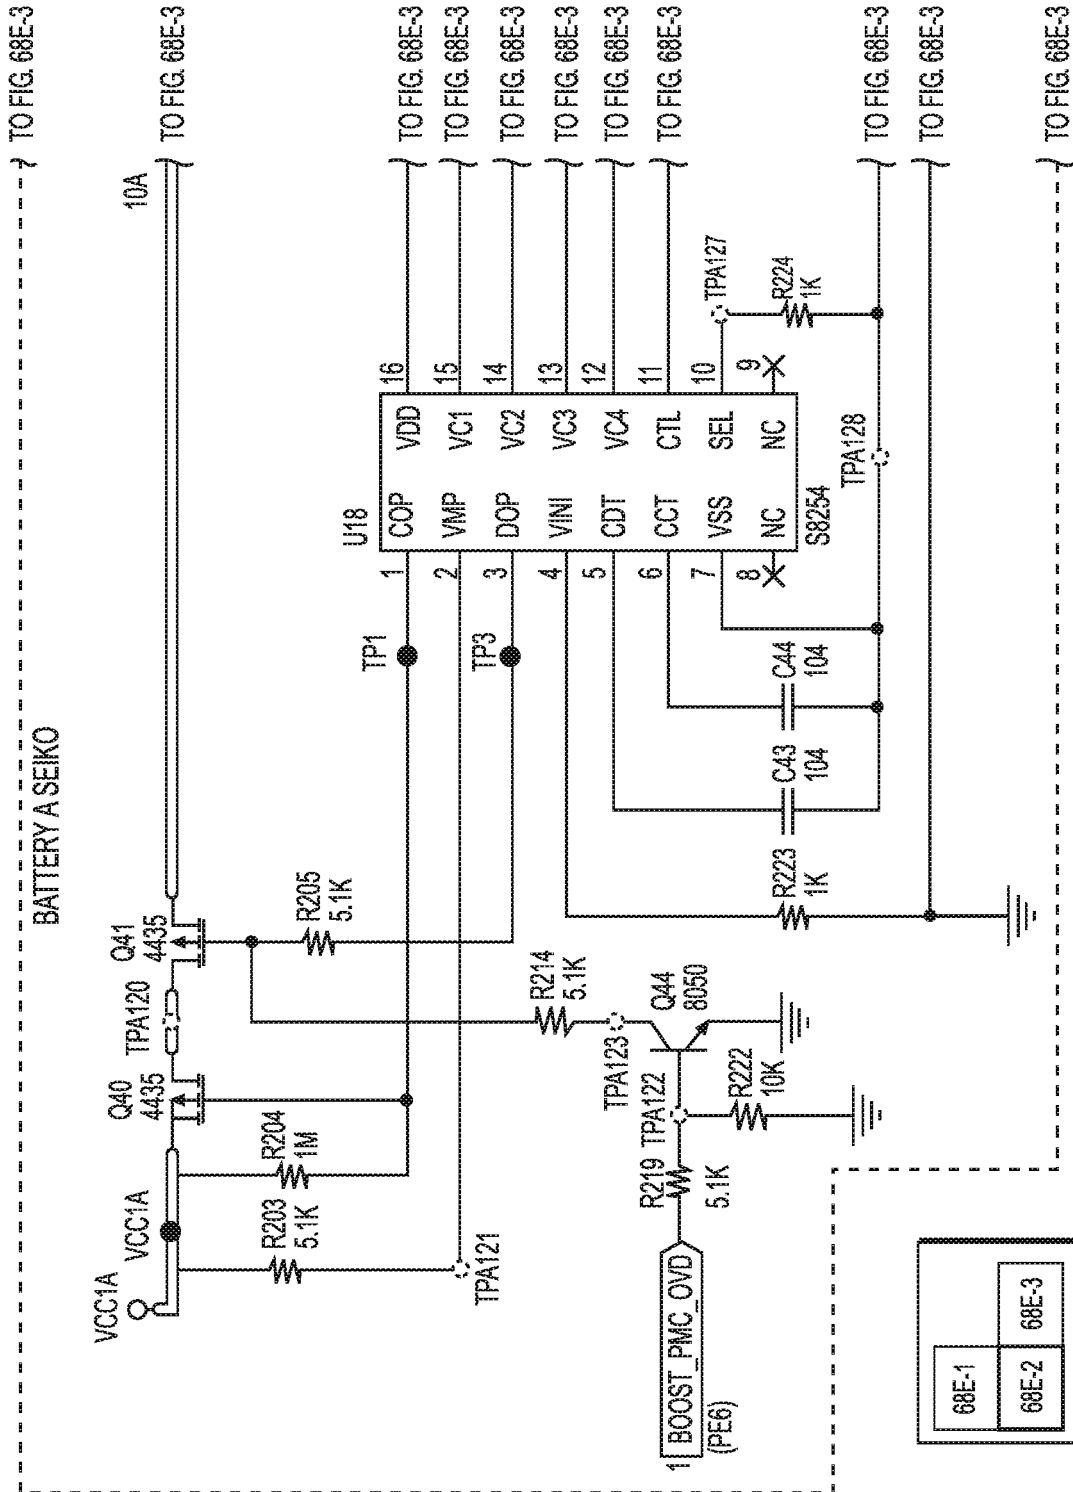 BATTERY A SEIKO
TO FIG. 68E-3
TO FIG. 68E-3
TO FIG. 68E-3
TO FIG. 68E-3
TO FIG. 68E-3
TO FIG. 68E-3
TO FIG. 68E-3
TO FIG. 68E-3
TO FIG. 68E-3
TO FIG. 68E-3
TO FIG. 68E-3
10A
VCC1A
VCC1A
Q40
4435
TPA120
Q41
4435
R203
5.1K
R204
1M
R205
5.1K
TPA121
TP1
TP3
U18
1 COP VDD 16
2 VMP VC1 15
3 DOP VC2 14
4 VINI VC3 13
5 CDT VC4 12
6 CCT CTL 11
7 VSS SEL 10
8 NC NC 9
S8254
TPA127
R224
1K
TPA128
C44
104
C43
104
R223
1K
R214
5.1K
TPA123
Q44
8050
TPA122
R222
10K
R219
5.1K
1 BOOST_PMC_OVD
(PE6)
68E-1
68E-2 68E-3